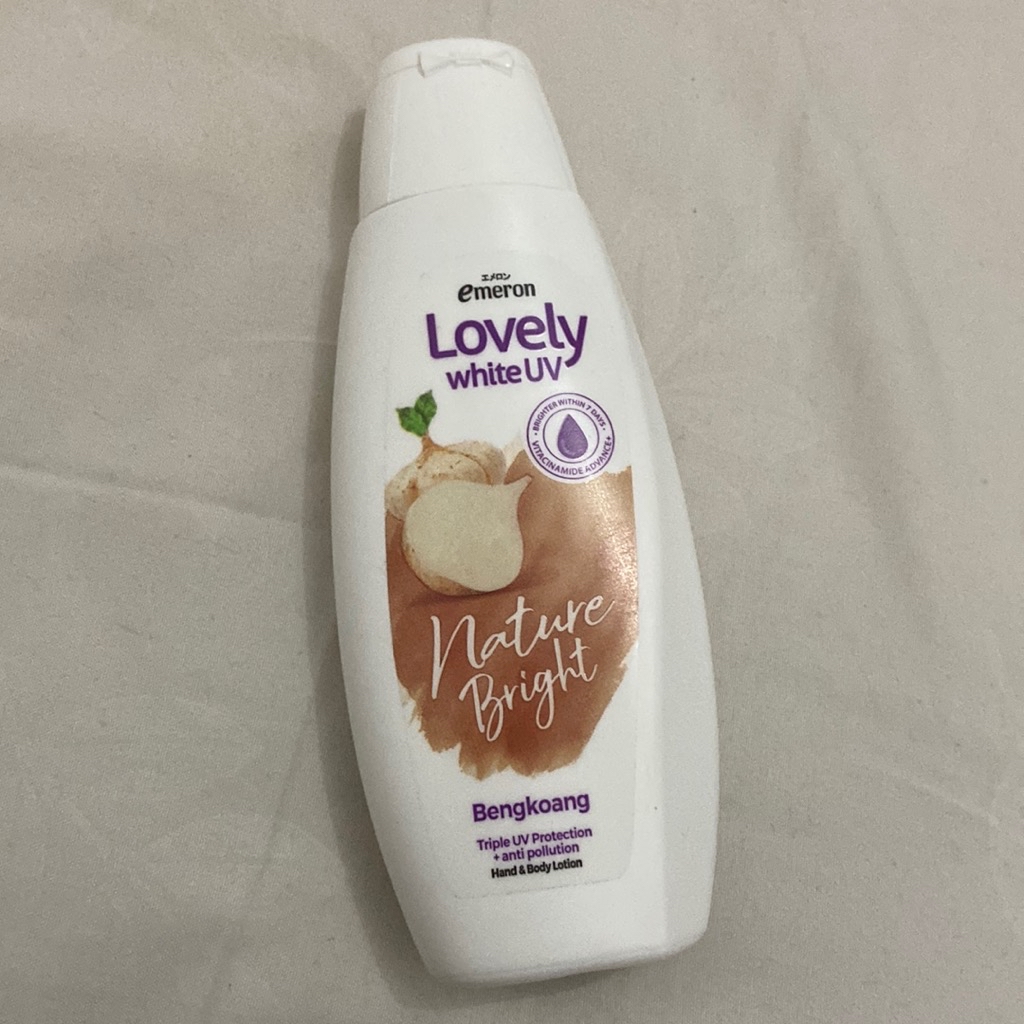 エメロン
emeron
Lovely
white UV
• BRIGHTER WITHIN 7 DAYS •
VITACINAMIDE ADVANCE+
Nature
Bright
Bengkoang
Triple UV Protection
+ anti pollution
Hand & Body Lotion